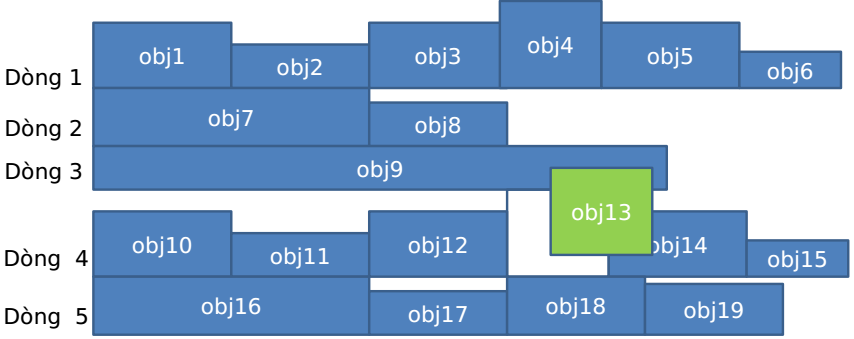 obj1 obj2 obj3 obj4 obj5 obj6
Dòng 1
obj7 obj8
Dòng 2
obj9
Dòng 3
obj13
obj10 obj11 obj12 obj14 obj15
Dòng 4
obj16 obj17 obj18 obj19
Dòng 5